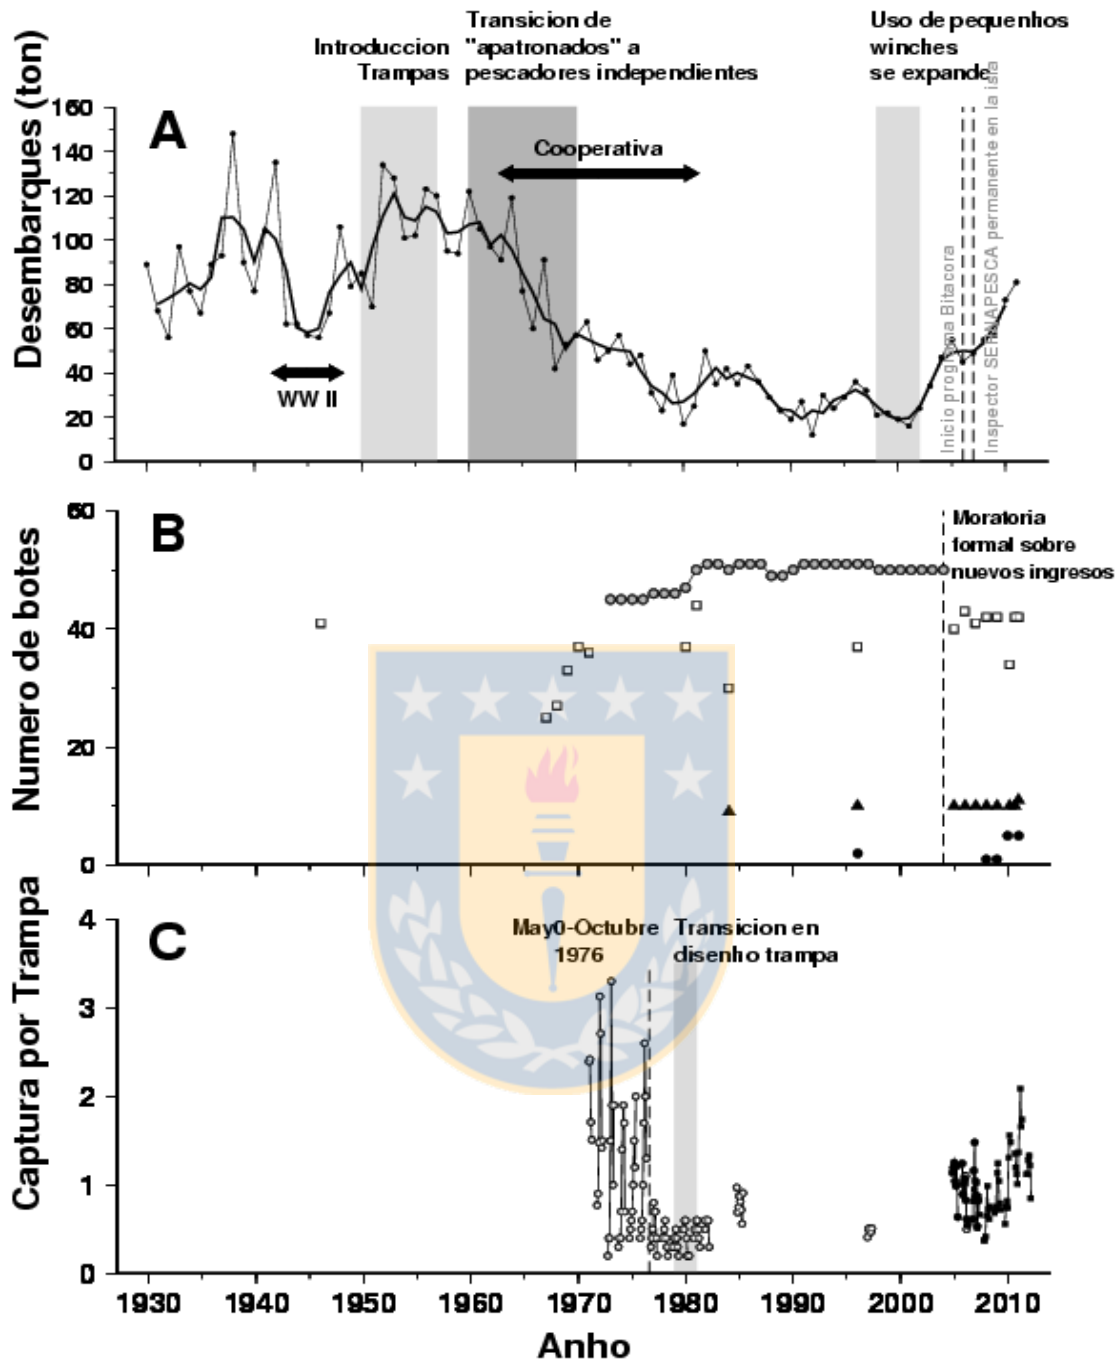 Transicion de
"apatronados" a
pescadores independientes
Introduccion
Trampas
Uso de pequenhos
winches
se expande
Desembarques (ton)
160
140
120
100
80
60
40
20
0
A
Cooperativa
WW II
Inicio programa Bitacora
Inspector SERNAPESCA permanente en la isla
Numero de botes
60
40
20
0
B
Moratoria
formal sobre
nuevos ingresos
Captura por Trampa
4
3
2
1
0
C
May0-Octubre
1976
Transicion en
disenho trampa
1930 1940 1950 1960 1970 1980 1990 2000 2010
Anho